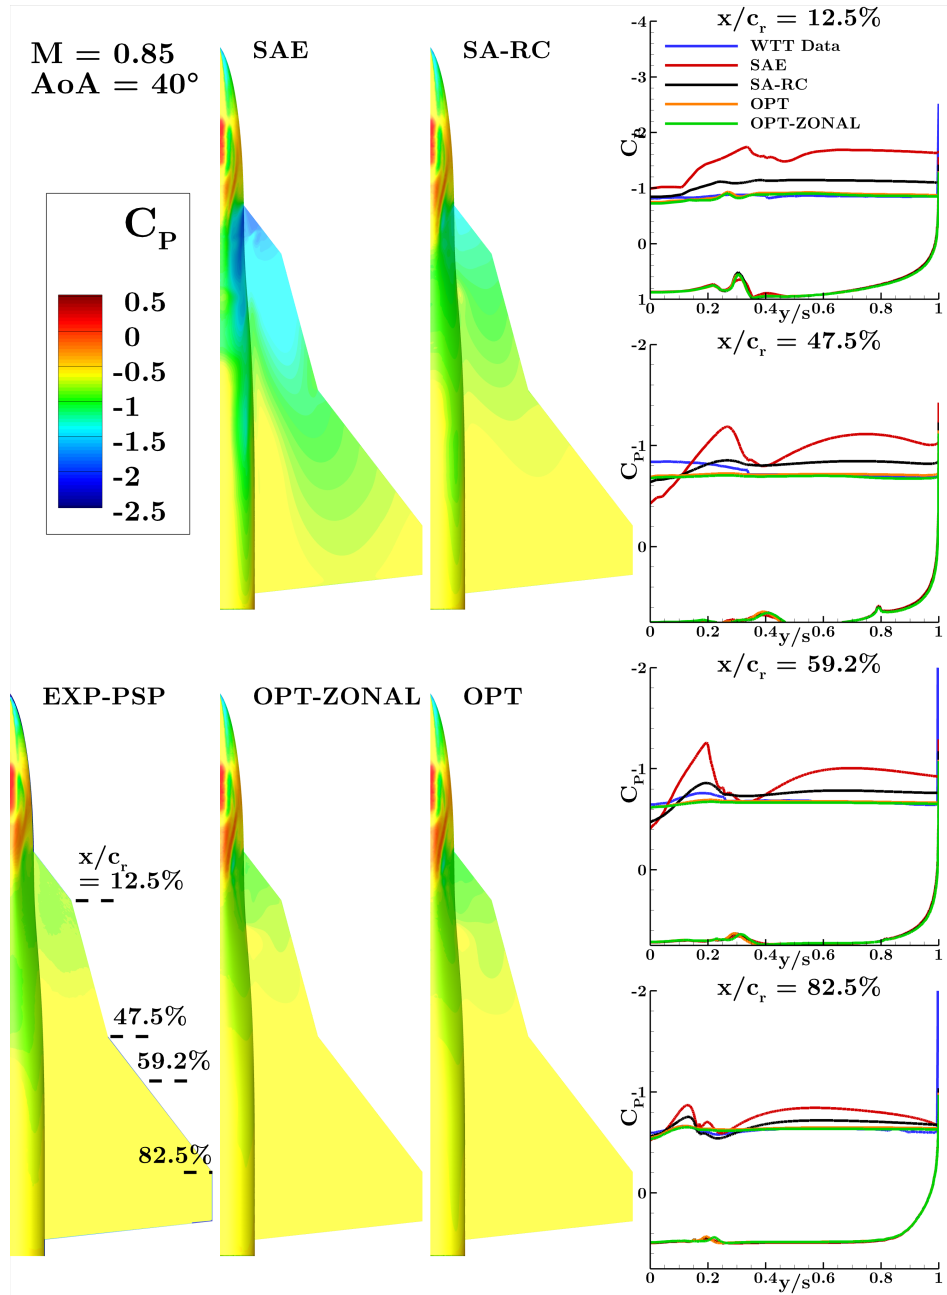 M = 0.85
AoA = 40°
SAE
SA-RC
C_P
0.5
0
-0.5
-1
-1.5
-2
-2.5
EXP-PSP
OPT-ZONAL
OPT
x/c_r
= 12.5%
47.5%
59.2%
82.5%
x/c_r = 12.5%
WTT Data
SAE
SA-RC
OPT
OPT-ZONAL
C_P
-4
-3
-2
-1
0
1
0 0.2 0.4 0.6 0.8 1
y/s
x/c_r = 47.5%
C_P
-2
-1
0
0 0.2 0.4 0.6 0.8 1
y/s
x/c_r = 59.2%
C_P
-2
-1
0
0 0.2 0.4 0.6 0.8 1
y/s
x/c_r = 82.5%
C_P
-2
-1
0
0 0.2 0.4 0.6 0.8 1
y/s